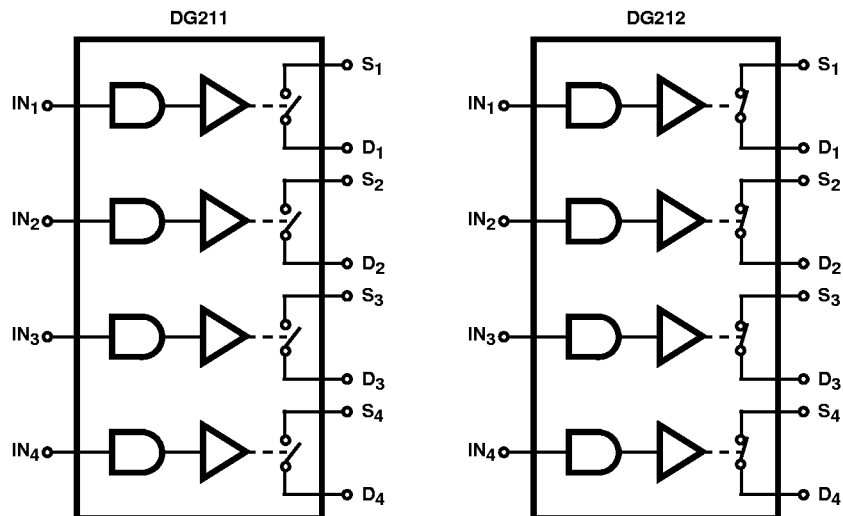 DG211
S1
IN1
D1
S2
IN2
D2
S3
IN3
D3
S4
IN4
D4
DG212
S1
IN1
D1
S2
IN2
D2
S3
IN3
D3
S4
IN4
D4